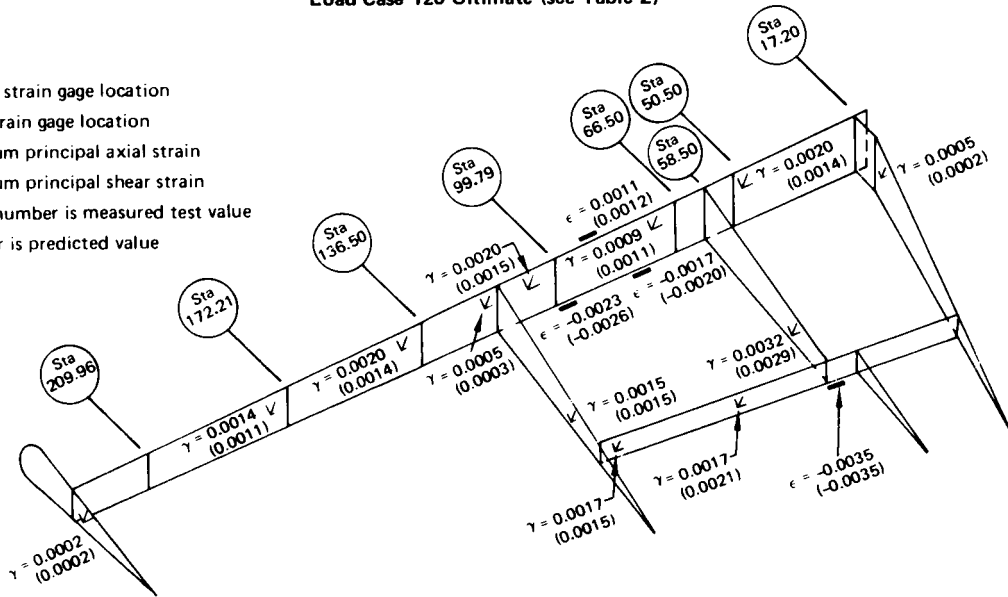 Load Case 120 Ultimate (see Table 2)
strain gage location
rain gage location
m principal axial strain
m principal shear strain
number is measured test value
r is predicted value
Sta
17.20
Sta
50.50
Sta
66.50
Sta
58.50
Sta
99.79
Sta
136.50
Sta
172.21
Sta
209.96
γ = 0.0005
(0.0002)
γ = 0.0020
(0.0014)
ϵ = 0.0011
(0.0012)
γ = 0.0009
(0.0011)
γ = 0.0020
(0.0015)
ϵ = -0.0017
(-0.0020)
ϵ = -0.0023
(-0.0026)
γ = 0.0020
(0.0014)
γ = 0.0005
(0.0003)
γ = 0.0032
(0.0029)
γ = 0.0014
(0.0011)
γ = 0.0015
(0.0015)
γ = 0.0017
(0.0021)
ϵ = -0.0035
(-0.0035)
γ = 0.0017
(0.0015)
γ = 0.0002
(0.0002)